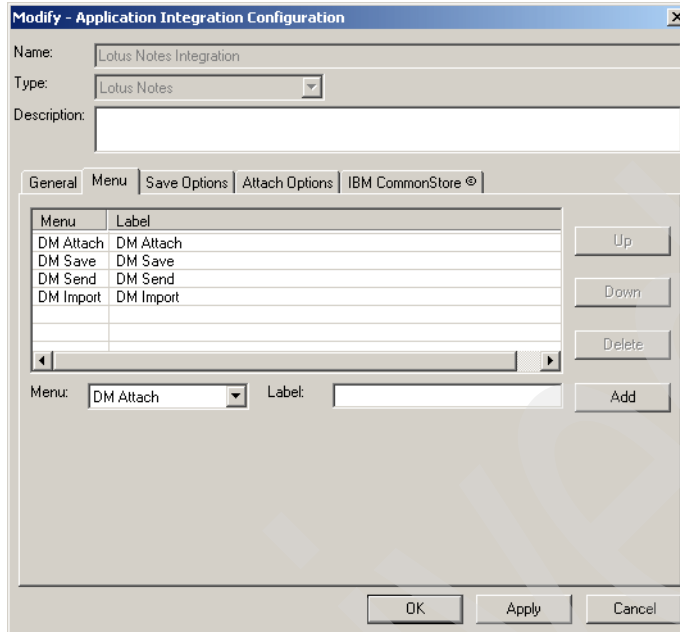 Modify - Application Integration Configuration
Name: Lotus Notes Integration
Type: Lotus Notes
Description:
General Menu Save Options Attach Options IBM CommonStore ©
Menu Label
DM Attach DM Attach
DM Save DM Save
DM Send DM Send
DM Import DM Import
Up
Down
Delete
Menu: DM Attach Label: Add
OK Apply Cancel